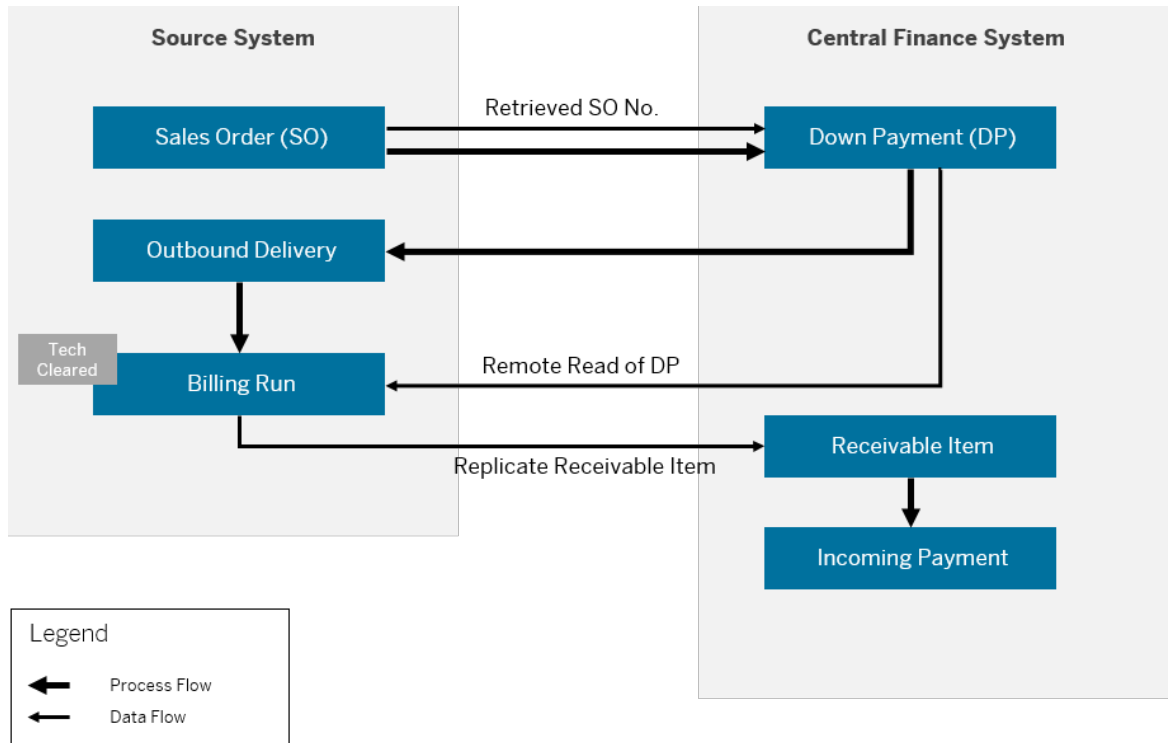 Source System
Central Finance System
Retrieved SO No.
Sales Order (SO)
Down Payment (DP)
Outbound Delivery
Tech
Cleared
Remote Read of DP
Billing Run
Receivable Item
Replicate Receivable Item
Incoming Payment
Legend
Process Flow
Data Flow